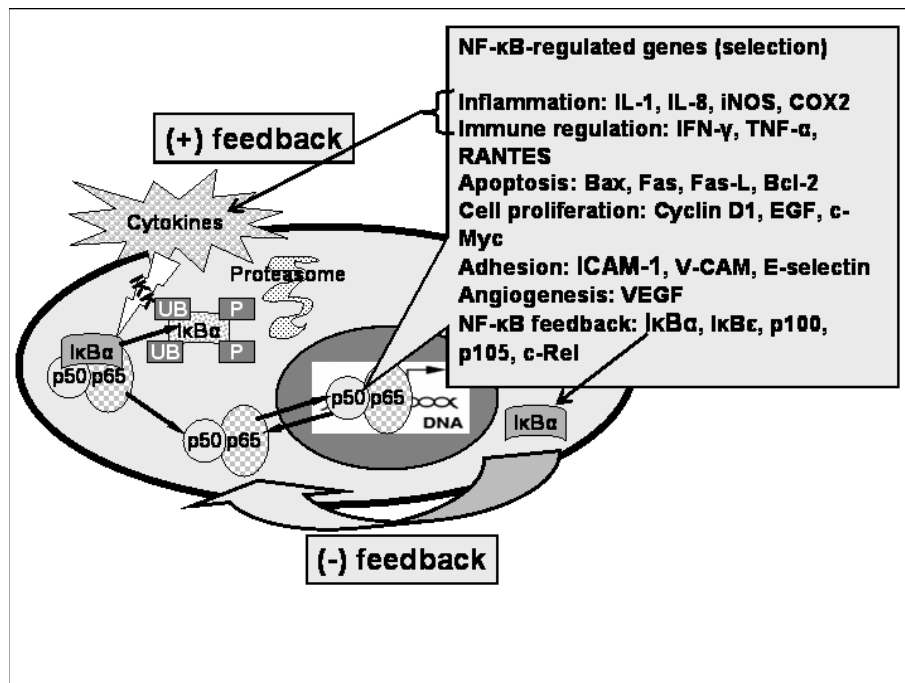 NF-κB-regulated genes (selection)
Inflammation: IL-1, IL-8, iNOS, COX2
Immune regulation: IFN-γ, TNF-α,
RANTES
Apoptosis: Bax, Fas, Fas-L, Bcl-2
Cell proliferation: Cyclin D1, EGF, c-
Myc
Adhesion: ICAM-1, V-CAM, E-selectin
Angiogenesis: VEGF
NF-κB feedback: IκBα, IκBε, p100,
p105, c-Rel
(+) feedback
Cytokines
Proteasome
IKK
UB P
IκBα
UB P
IκBα
p50 p65
p50 p65
p50 p65
DNA
IκBα
(-) feedback